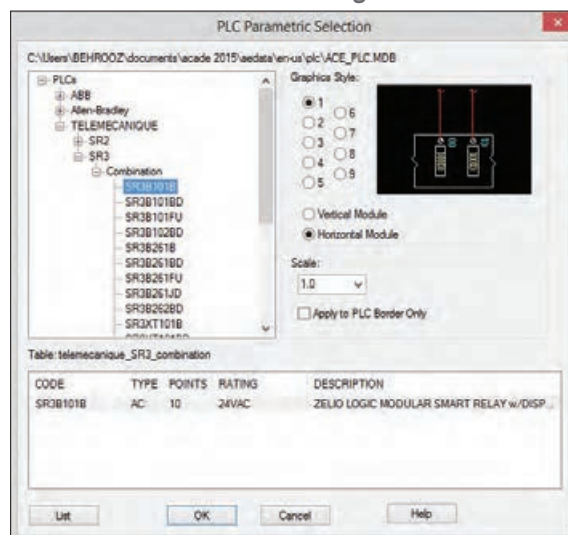 PLC Parametric Selection
C:\Users\BEHROOZ\documents\acade 2015\aedata\en-us\plc\ACE_PLC.MDB
PLCs
ABB
Allen-Bradley
TELEMECANIQUE
SR2
SR3
Combination
SR3B101B
SR3B101BD
SR3B101FU
SR3B102BD
SR3B261B
SR3B261BD
SR3B261FU
SR3B261JD
SR3B262BD
SR3XT101B
Graphics Style:
1
2
3
4
5
6
7
8
9
Vertical Module
Horizontal Module
Scale:
1.0
Apply to PLC Border Only
Table: telemecanique_SR3_combination
CODE TYPE POINTS RATING DESCRIPTION
SR3B101B AC 10 24VAC ZELIO LOGIC MODULAR SMART RELAY w/DISP...
List OK Cancel Help